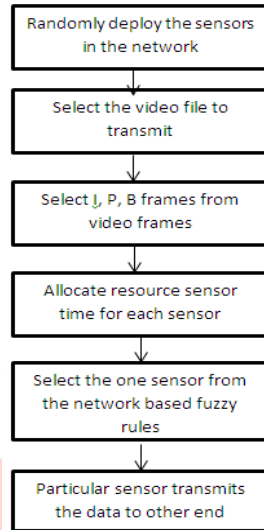 Randomly deploy the sensors
in the network
Select the video file to
transmit
Select I, P, B frames from
video frames
Allocate resource sensor
time for each sensor
Select the one sensor from
the network based fuzzy
rules
Particular sensor transmits
the data to other end